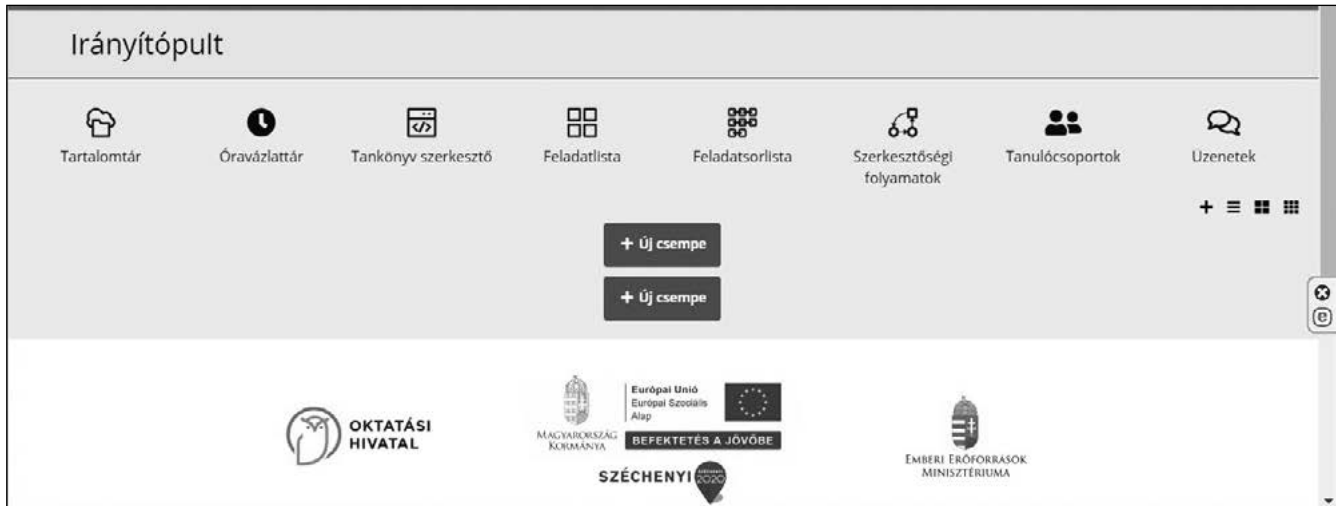 Irányítópult
Tartalomtár
Óravázlattár
Tankönyv szerkesztő
Feladatlista
Feladatsorlista
Szerkesztőségi
folyamatok
Tanulócsoportok
Üzenetek
+ Új csempe
+ Új csempe
OKTATÁSI
HIVATAL
MAGYARORSZÁG
KORMÁNYA
Európai Unió
Európai Szociális
Alap
BEFEKTETÉS A JÖVŐBE
SZÉCHENYI 2020
EMBERI ERŐFORRÁSOK
MINISZTÉRIUMA